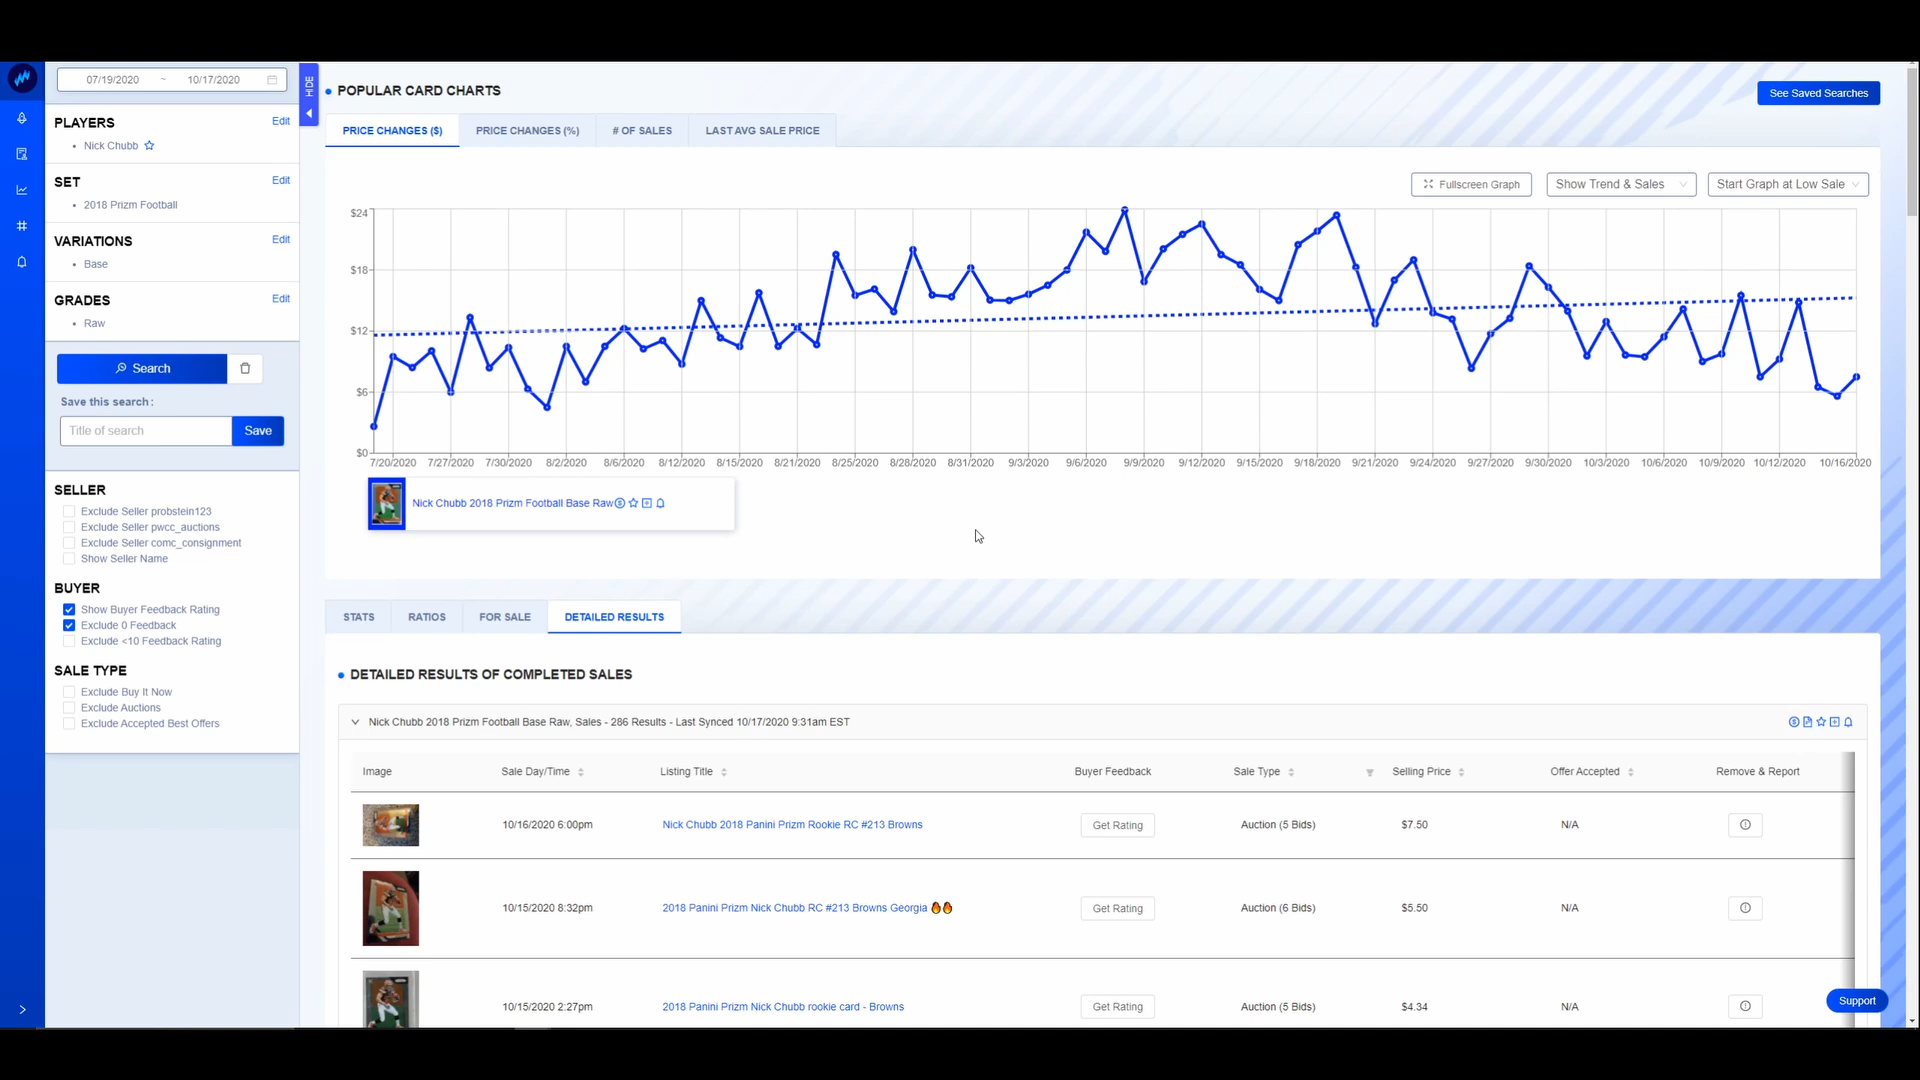 07/19/2020 ~ 10/17/2020
HIDE
PLAYERS Edit
Nick Chubb
SET Edit
2018 Prizm Football
VARIATIONS Edit
Base
GRADES Edit
Raw
Search
Save this search:
Title of search Save
SELLER
Exclude Seller probstein123
Exclude Seller pwcc_auctions
Exclude Seller comc_consignment
Show Seller Name
BUYER
Show Buyer Feedback Rating
Exclude 0 Feedback
Exclude <10 Feedback Rating
SALE TYPE
Exclude Buy It Now
Exclude Auctions
Exclude Accepted Best Offers
POPULAR CARD CHARTS
See Saved Searches
PRICE CHANGES ($) PRICE CHANGES (%) # OF SALES LAST AVG SALE PRICE
Fullscreen Graph Show Trend & Sales Start Graph at Low Sale
$24
$18
$12
$6
$0
7/20/2020 7/27/2020 7/30/2020 8/2/2020 8/6/2020 8/12/2020 8/15/2020 8/21/2020 8/25/2020 8/28/2020 8/31/2020 9/3/2020 9/6/2020 9/9/2020 9/12/2020 9/15/2020 9/18/2020 9/21/2020 9/24/2020 9/27/2020 9/30/2020 10/3/2020 10/6/2020 10/9/2020 10/12/2020 10/16/2020
Nick Chubb 2018 Prizm Football Base Raw
STATS RATIOS FOR SALE DETAILED RESULTS
DETAILED RESULTS OF COMPLETED SALES
Nick Chubb 2018 Prizm Football Base Raw, Sales - 286 Results - Last Synced 10/17/2020 9:31am EST
Image Sale Day/Time Listing Title Buyer Feedback Sale Type Selling Price Offer Accepted Remove & Report
10/16/2020 6:00pm Nick Chubb 2018 Panini Prizm Rookie RC #213 Browns Get Rating Auction (5 Bids) $7.50 N/A
10/15/2020 8:32pm 2018 Panini Prizm Nick Chubb RC #213 Browns Georgia 🔥🔥 Get Rating Auction (6 Bids) $5.50 N/A
10/15/2020 2:27pm 2018 Panini Prizm Nick Chubb rookie card - Browns Get Rating Auction (5 Bids) $4.34 N/A
Support